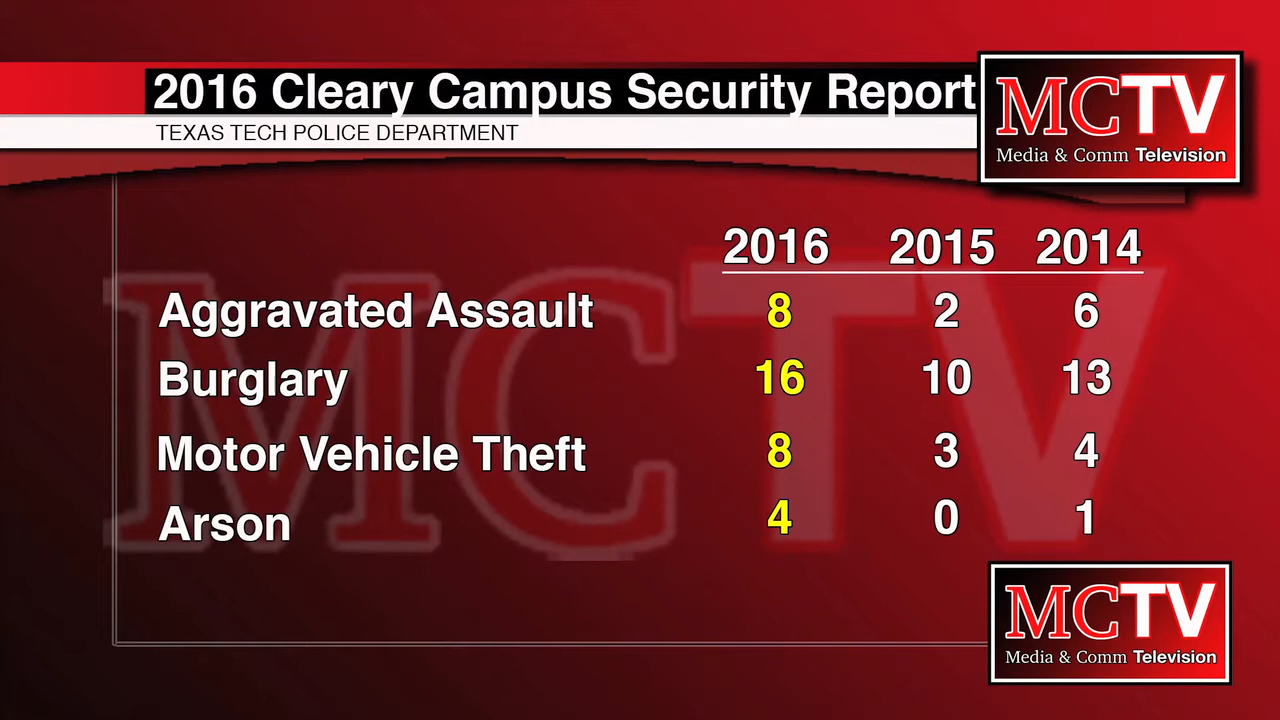 2016 Cleary Campus Security Report
TEXAS TECH POLICE DEPARTMENT
MCTV
Media & Comm Television
2016 2015 2014
Aggravated Assault 8 2 6
Burglary 16 10 13
Motor Vehicle Theft 8 3 4
Arson 4 0 1
MCTV
MCTV
Media & Comm Television